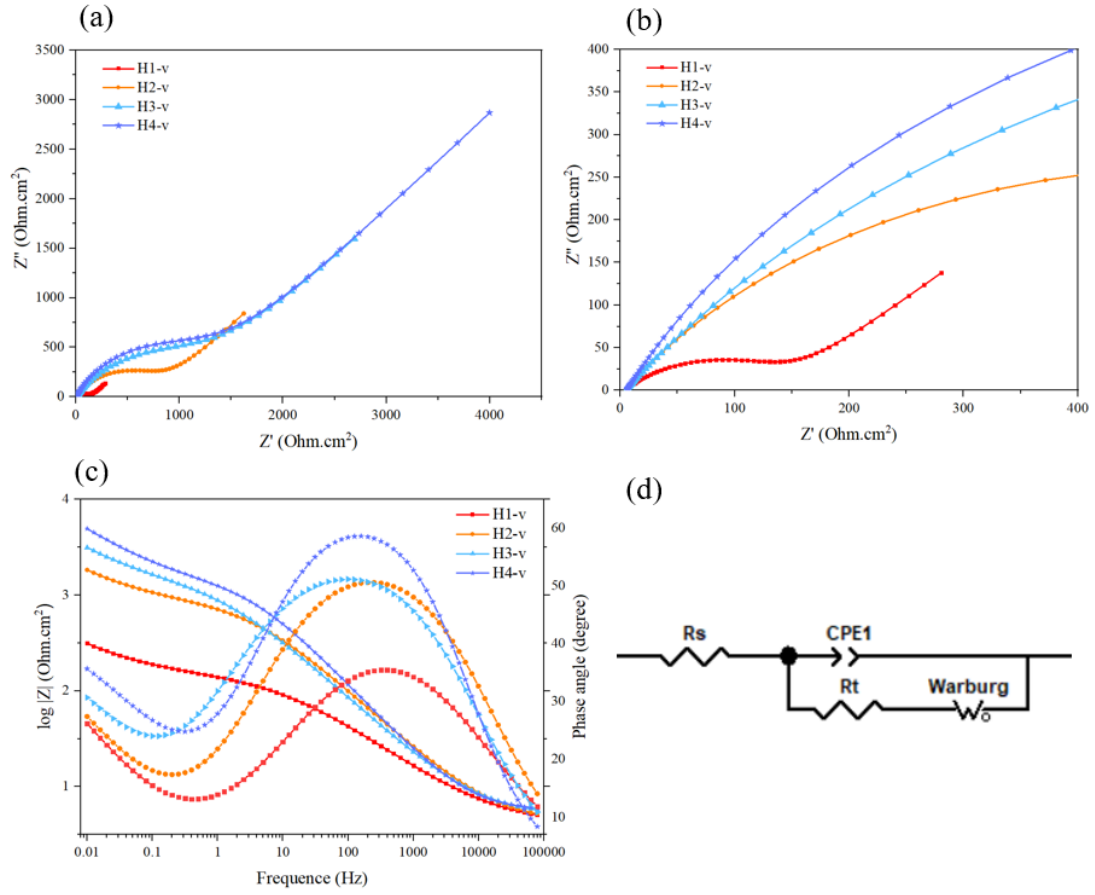 (a)
3500
3000
2500
2000
1500
1000
500
0
Z'' (Ohm.cm²)
H1-v
H2-v
H3-v
H4-v
0
1000
2000
3000
4000
Z' (Ohm.cm²)
(b)
400
350
300
250
200
150
100
50
0
Z'' (Ohm.cm²)
H1-v
H2-v
H3-v
H4-v
0
100
200
300
400
Z' (Ohm.cm²)
(c)
4
3
2
1
log |Z| (Ohm.cm²)
H1-v
H2-v
H3-v
H4-v
60
50
40
30
20
10
Phase angle (degree)
0.01
0.1
1
10
100
1000
10000
100000
Frequence (Hz)
(d)
Rs
CPE1
Rt
Warburg
o